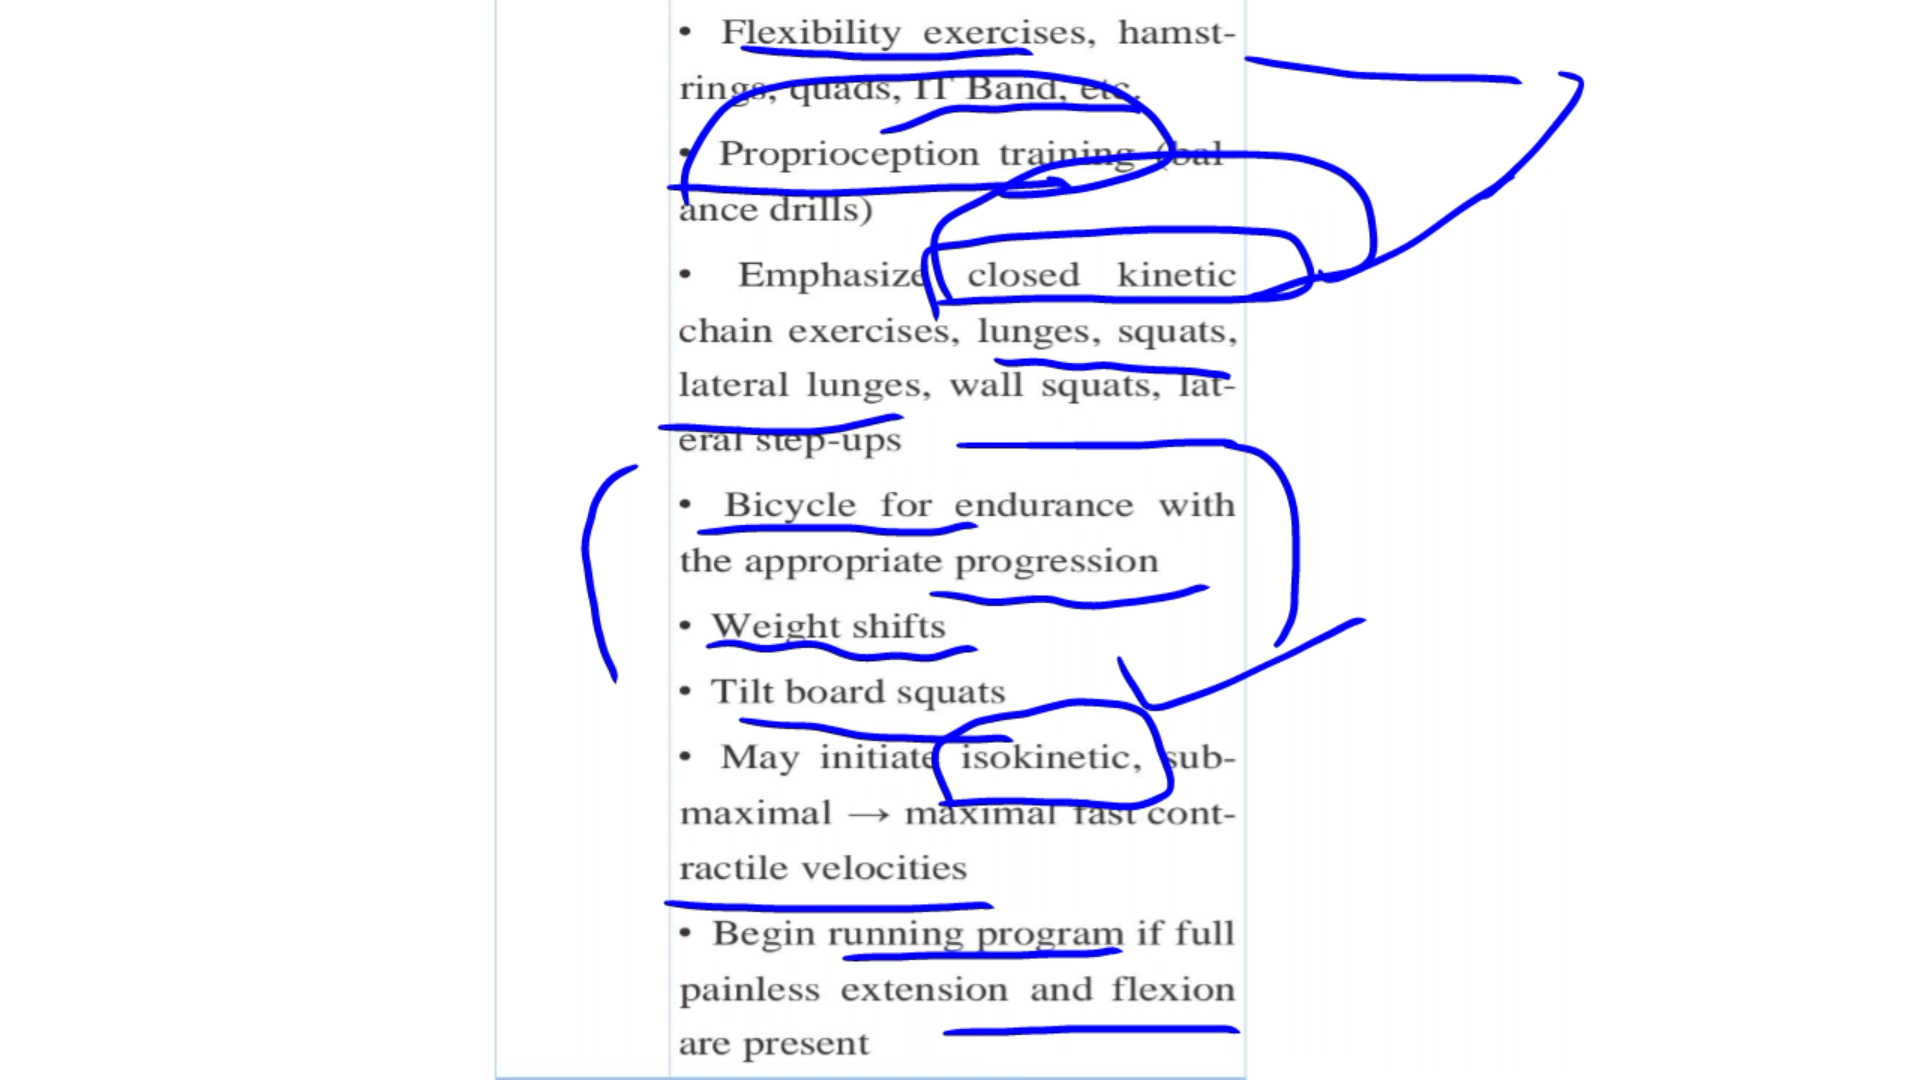 • Flexibility exercises, hamst-
rings, quads, IT Band, etc.
• Proprioception training (bal-
ance drills)
• Emphasize closed kinetic
chain exercises, lunges, squats,
lateral lunges, wall squats, lat-
eral step-ups
• Bicycle for endurance with
the appropriate progression
• Weight shifts
• Tilt board squats
• May initiate isokinetic, sub-
maximal → maximal fast cont-
ractile velocities
• Begin running program if full
painless extension and flexion
are present